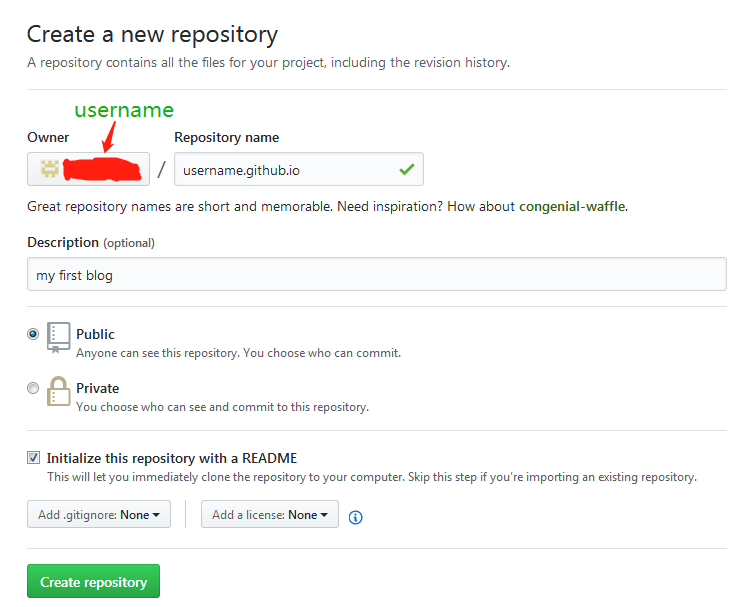 Create a new repository
A repository contains all the files for your project, including the revision history.
username
Owner
Repository name
/
username.github.io
Great repository names are short and memorable. Need inspiration? How about congenial-waffle.
Description (optional)
my first blog
Public
Anyone can see this repository. You choose who can commit.
Private
You choose who can see and commit to this repository.
Initialize this repository with a README
This will let you immediately clone the repository to your computer. Skip this step if you're importing an existing repository.
Add .gitignore: None
Add a license: None
Create repository